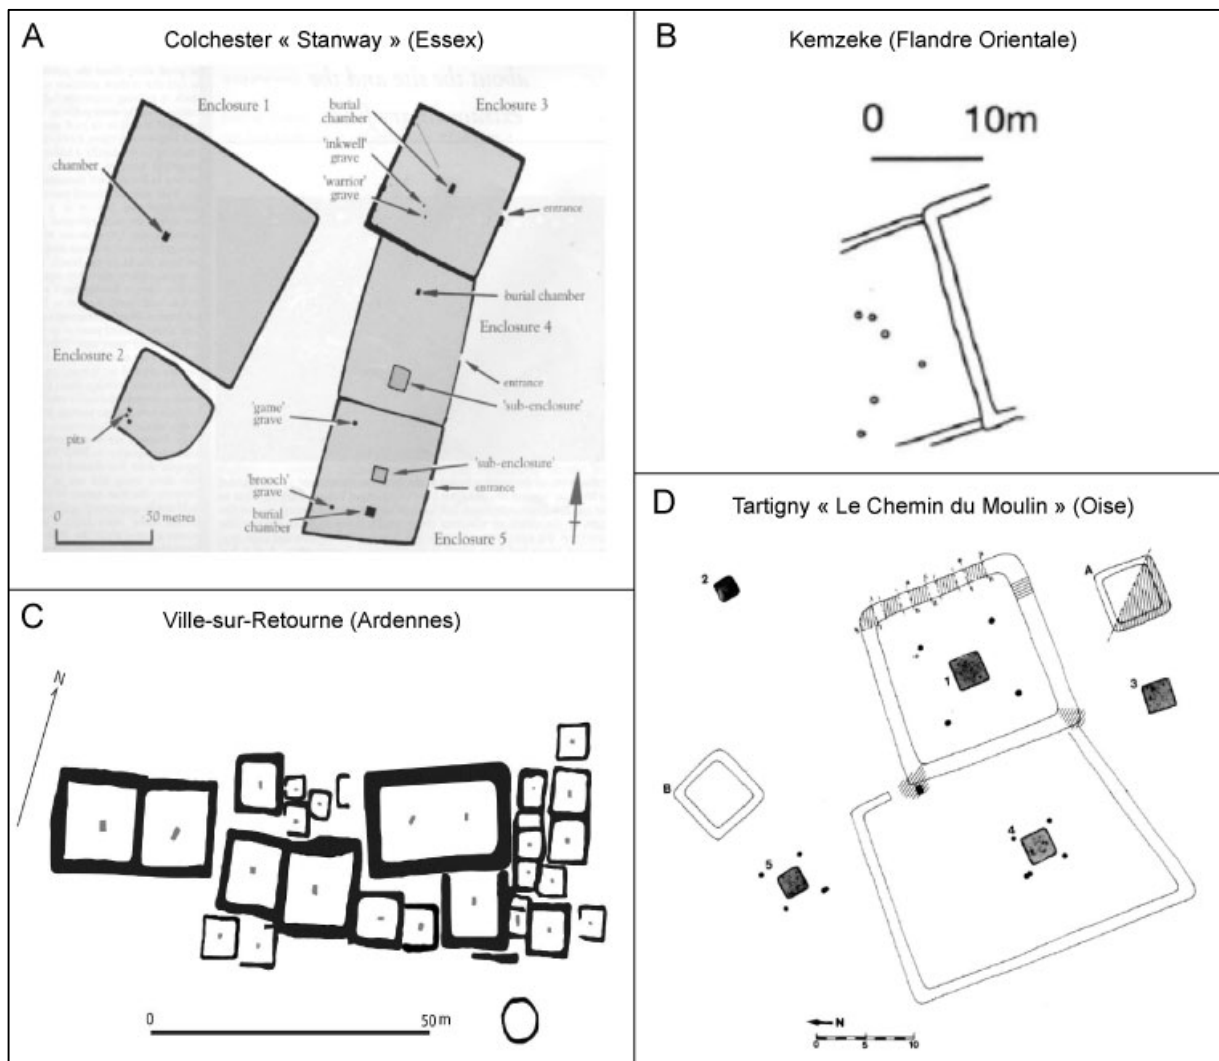 A
Colchester « Stanway » (Essex)
Enclosure 1
burial
chamber
Enclosure 3
'inkwell'
grave
chamber
'warrior'
grave
entrance
burial chamber
Enclosure 4
Enclosure 2
entrance
'game'
grave
'sub-enclosure'
pits
'sub-enclosure'
'brooch'
grave
entrance
burial
chamber
0 50 metres
Enclosure 5
B
Kemzeke (Flandre Orientale)
0 10m
C
Ville-sur-Retourne (Ardennes)
N
0 50 m
D
Tartigny « Le Chemin du Moulin » (Oise)
2
A
1
3
B
4
5
N
0 5 10